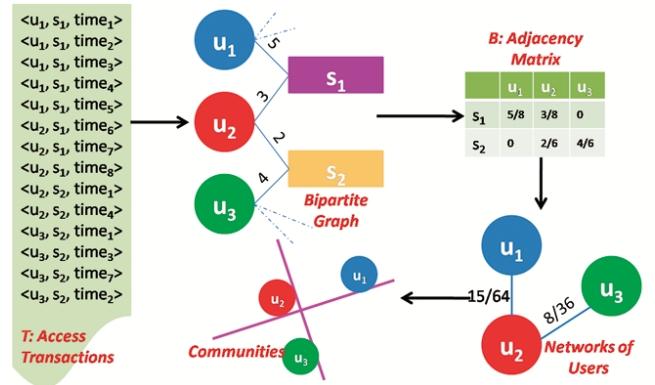 <u1, s1, time1>
<u1, s1, time2>
<u1, s1, time3>
<u1, s1, time4>
<u1, s1, time5>
<u2, s1, time6>
<u2, s1, time7>
<u2, s1, time8>
<u2, s2, time1>
<u2, s2, time4>
<u3, s2, time1>
<u3, s2, time3>
<u3, s2, time7>
<u3, s2, time2>
T: Access
Transactions
u1
u2
u3
5
3
2
4
s1
s2
Bipartite
Graph
B: Adjacency
Matrix
u1 u2 u3
S1 5/8 3/8 0
S2 0 2/6 4/6
u1
u2
u3
15/64
8/36
Networks of
Users
u1
u2
u3
Communities